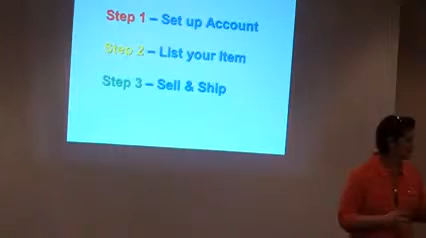 Step 1 – Set up Account
Step 2 – List your Item
Step 3 – Sell & Ship